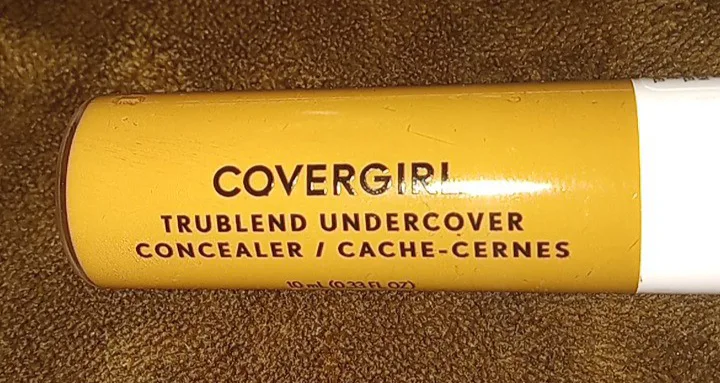 COVERGIRL
TRUBLEND UNDERCOVER
CONCEALER / CACHE-CERNES
10 mL (0.33 FL OZ)